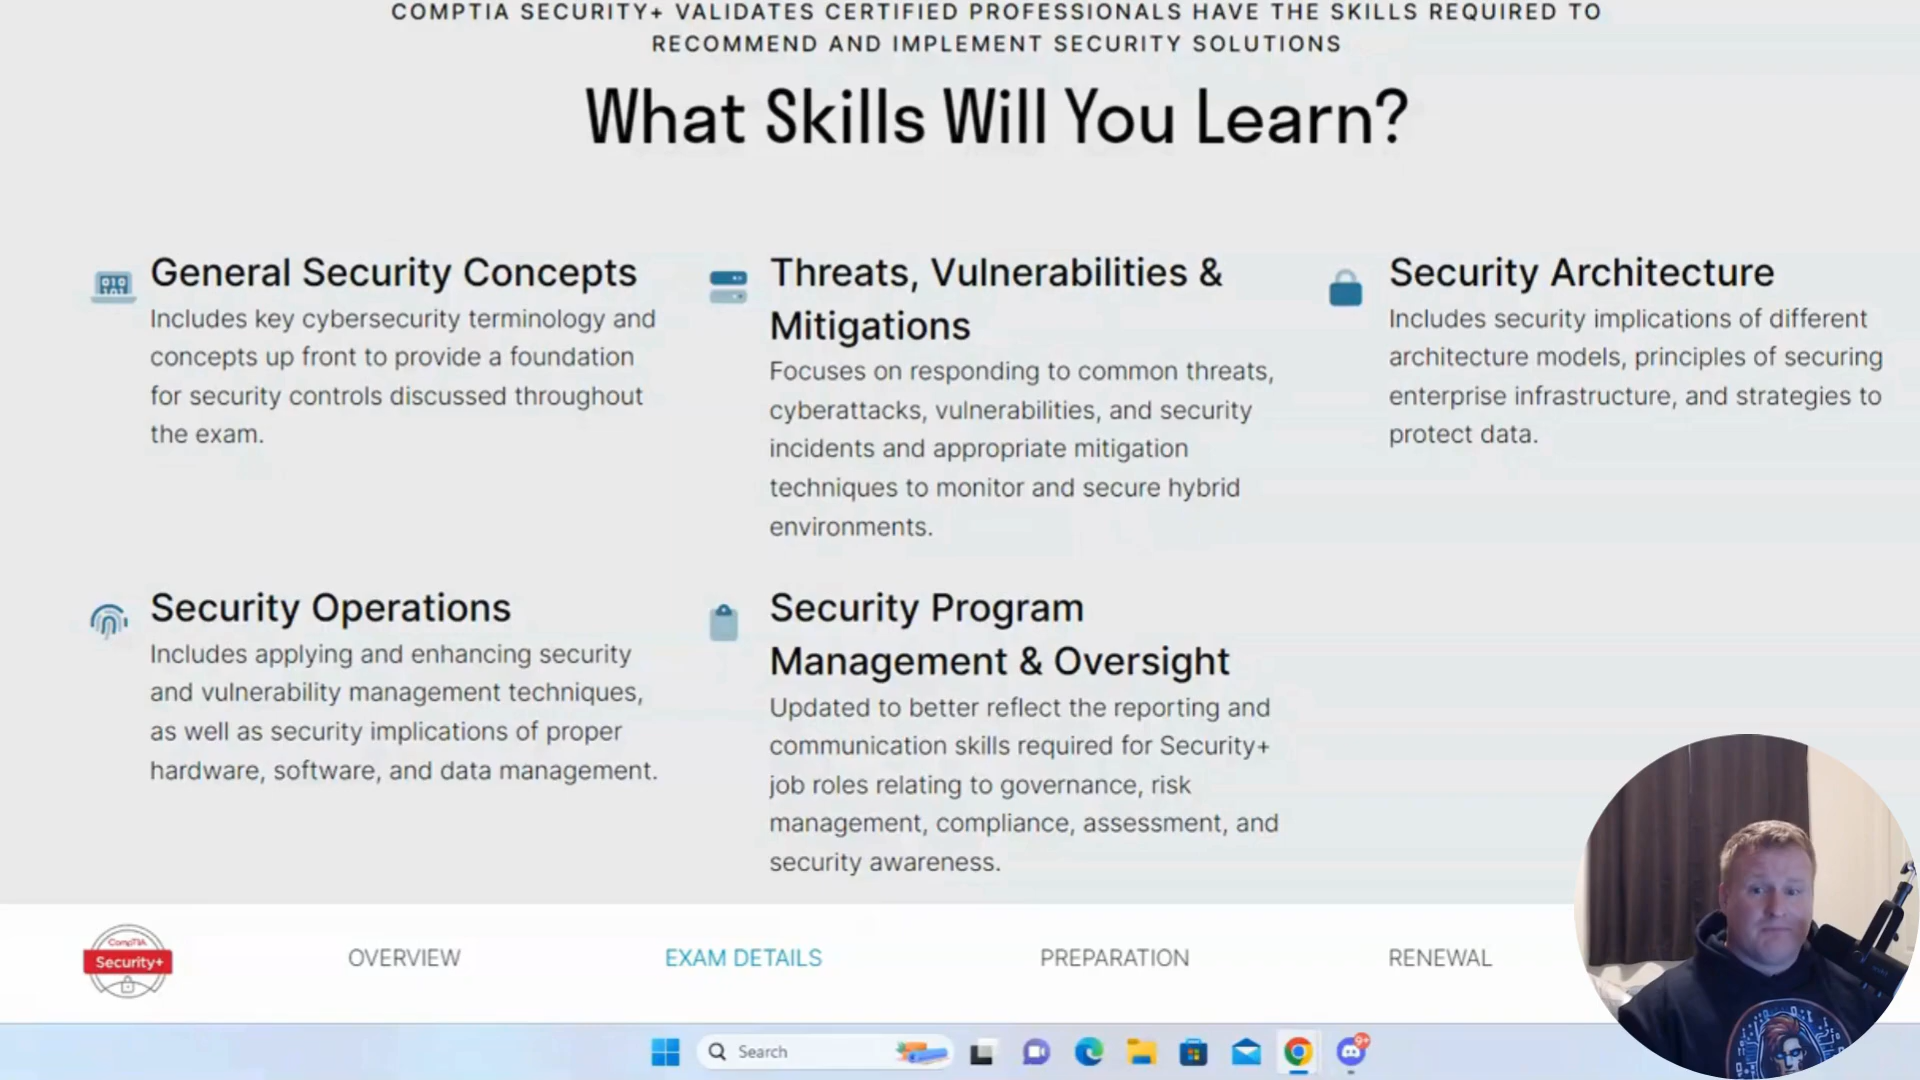 COMPTIA SECURITY+ VALIDATES CERTIFIED PROFESSIONALS HAVE THE SKILLS REQUIRED TO
RECOMMEND AND IMPLEMENT SECURITY SOLUTIONS
What Skills Will You Learn?
General Security Concepts
Includes key cybersecurity terminology and
concepts up front to provide a foundation
for security controls discussed throughout
the exam.
Threats, Vulnerabilities &
Mitigations
Focuses on responding to common threats,
cyberattacks, vulnerabilities, and security
incidents and appropriate mitigation
techniques to monitor and secure hybrid
environments.
Security Architecture
Includes security implications of different
architecture models, principles of securing
enterprise infrastructure, and strategies to
protect data.
Security Operations
Includes applying and enhancing security
and vulnerability management techniques,
as well as security implications of proper
hardware, software, and data management.
Security Program
Management & Oversight
Updated to better reflect the reporting and
communication skills required for Security+
job roles relating to governance, risk
management, compliance, assessment, and
security awareness.
CompTIA
Security+
OVERVIEW
EXAM DETAILS
PREPARATION
RENEWAL
Search
9+